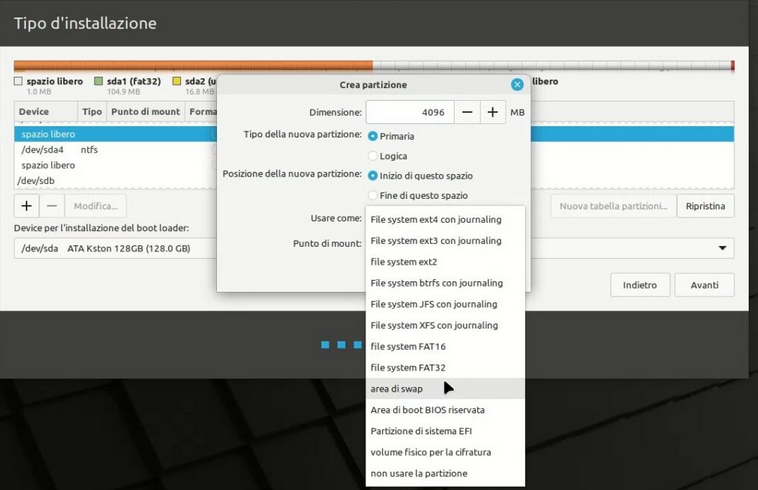 Tipo d'installazione
spazio libero sda1 (fat32) sda2 (u libero
1.0 MB 104.9 MB 16.8 MB
Crea partizione
Device Tipo Punto di mount Forma
spazio libero
/dev/sda4 ntfs
spazio libero
/dev/sdb
Dimensione: 4096 MB
Tipo della nuova partizione: Primaria
Logica
Posizione della nuova partizione: Inizio di questo spazio
Fine di questo spazio
Usare come:
Punto di mount:
File system ext4 con journaling
File system ext3 con journaling
file system ext2
File system btrfs con journaling
File system JFS con journaling
File system XFS con journaling
file system FAT16
file system FAT32
area di swap
Area di boot BIOS riservata
Partizione di sistema EFI
volume fisico per la cifratura
non usare la partizione
+ − Modifica... Nuova tabella partizioni... Ripristina
Device per l'installazione del boot loader:
/dev/sda ATA Kston 128GB (128.0 GB)
Indietro Avanti